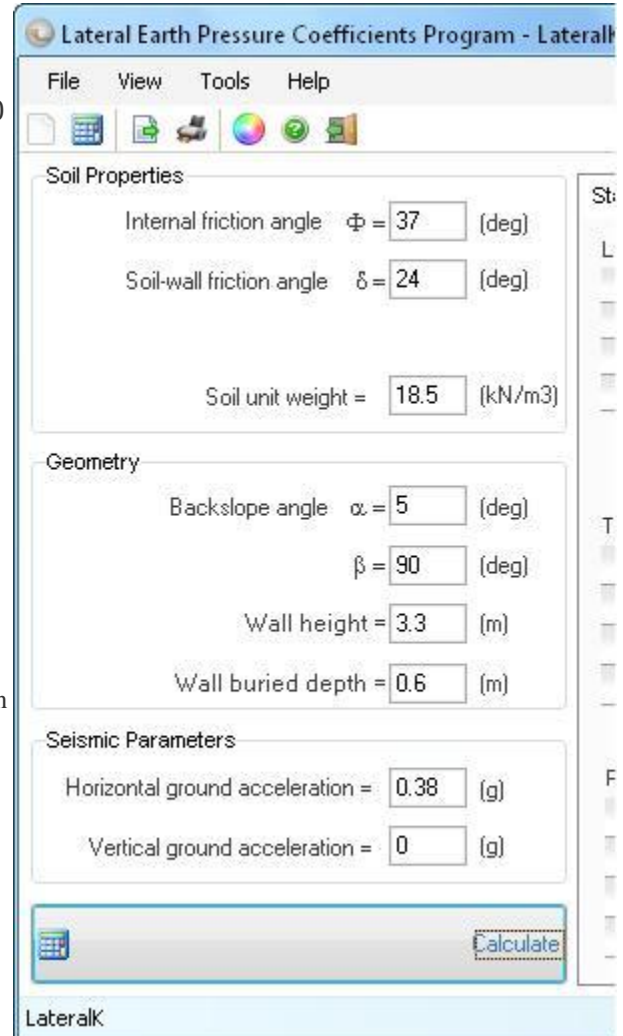 Lateral Earth Pressure Coefficients Program - Lateral
File View Tools Help
Soil Properties
Internal friction angle Φ = 37 (deg)
Soil-wall friction angle δ = 24 (deg)
Soil unit weight = 18.5 (kN/m3)
Geometry
Backslope angle α = 5 (deg)
β = 90 (deg)
Wall height = 3.3 (m)
Wall buried depth = 0.6 (m)
Seismic Parameters
Horizontal ground acceleration = 0.38 (g)
Vertical ground acceleration = 0 (g)
Calculate
LateralK